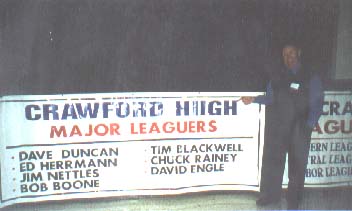 CRAWFORD HIGH
MAJOR LEAGUERS
• DAVE DUNCAN
• ED HERRMANN
• JIM NETTLES
• BOB BOONE
• TIM BLACKWELL
• CHUCK RAINEY
• DAVID ENGLE